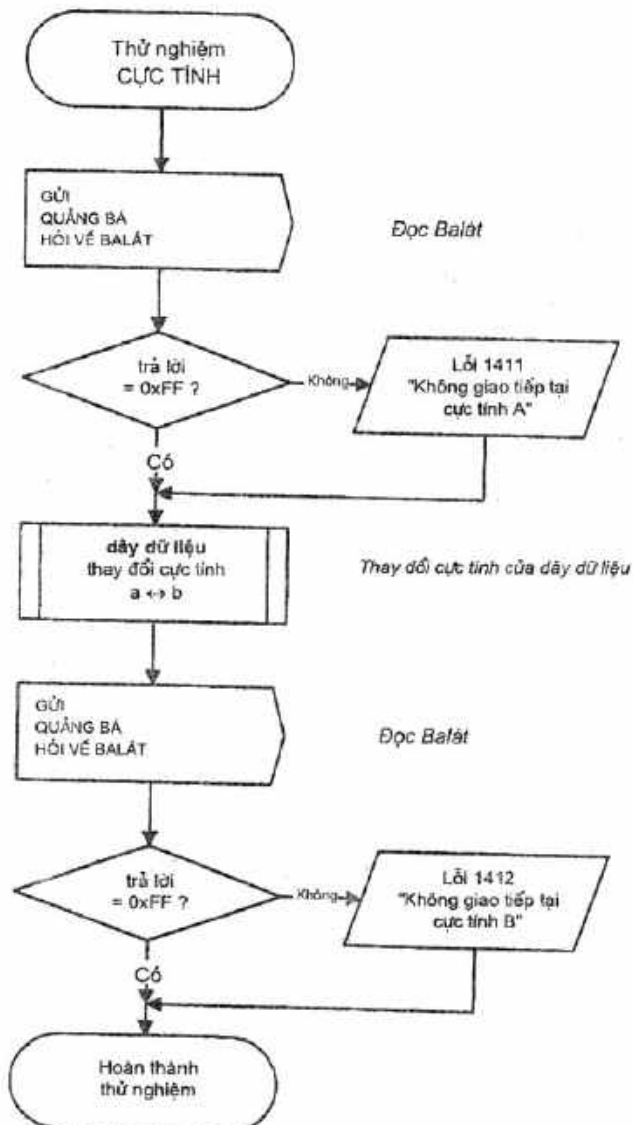 Thử nghiệm
CỰC TÍNH
GỬI
QUẢNG BÁ
HỎI VỀ BALÁT
Đọc Balát
trả lời
= 0xFF ?
Không
Lỗi 1411
"Không giao tiếp tại
cực tính A"
Có
dây dữ liệu
thay đổi cực tính
a ↔ b
Thay đổi cực tính của dây dữ liệu
GỬI
QUẢNG BÁ
HỎI VỀ BALÁT
Đọc Balát
trả lời
= 0xFF ?
Không
Lỗi 1412
"Không giao tiếp tại
cực tính B"
Có
Hoàn thành
thử nghiệm